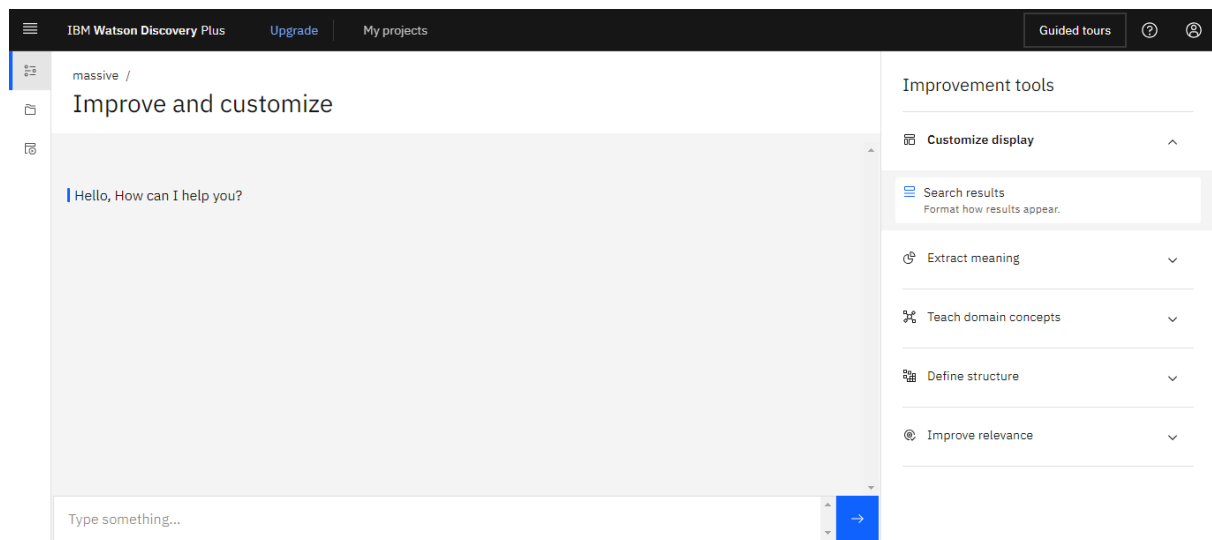 IBM Watson Discovery Plus
Upgrade
My projects
Guided tours
massive /
Improve and customize
Hello, How can I help you?
Type something...
Improvement tools
Customize display
Search results
Format how results appear.
Extract meaning
Teach domain concepts
Define structure
Improve relevance